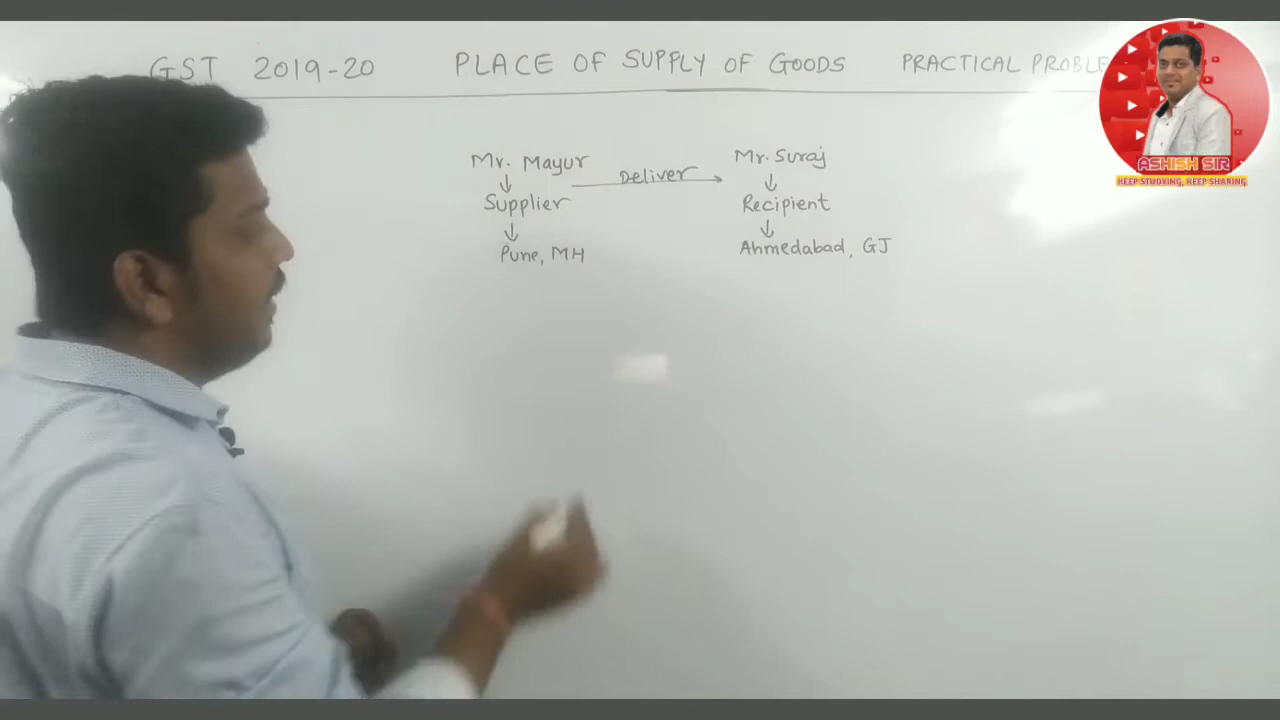 GST 2019-20 PLACE OF SUPPLY OF GOODS PRACTICAL
Mr. Mayur Deliver Mr. Suraj
Supplier Recipient
Pune, MH Ahmedabad, GJ
ASHISH SIR
KEEP STUDYING, KEEP SHARING